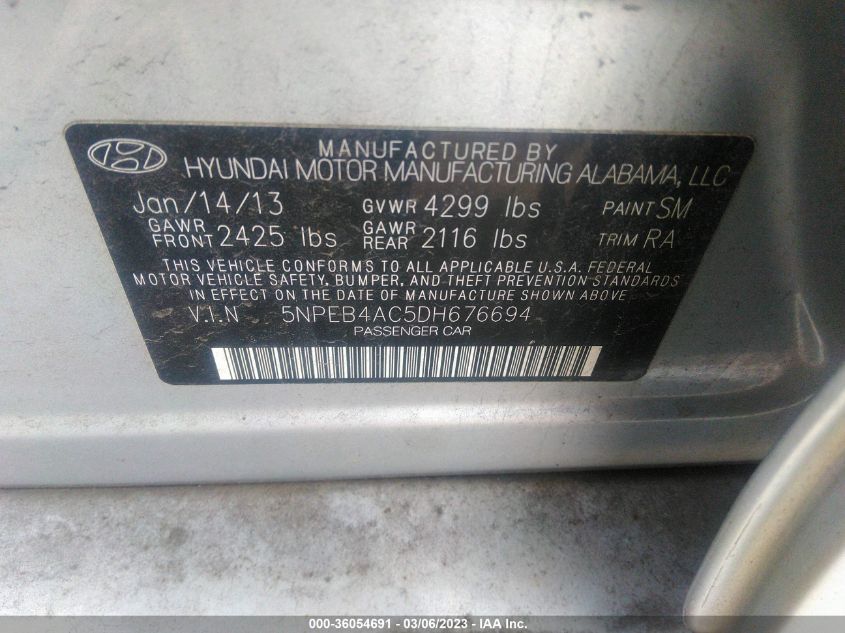 MANUFACTURED BY
HYUNDAI MOTOR MANUFACTURING ALABAMA, LLC
Jan/14/13 GVWR 4299 lbs PAINT SM
GAWR FRONT 2425 lbs GAWR REAR 2116 lbs TRIM RA
THIS VEHICLE CONFORMS TO ALL APPLICABLE U.S.A. FEDERAL
MOTOR VEHICLE SAFETY, BUMPER, AND THEFT PREVENTION STANDARDS
IN EFFECT ON THE DATE OF MANUFACTURE SHOWN ABOVE
V.I.N 5NPEB4AC5DH676694
PASSENGER CAR
000-36054691 - 03/06/2023 - IAA Inc.